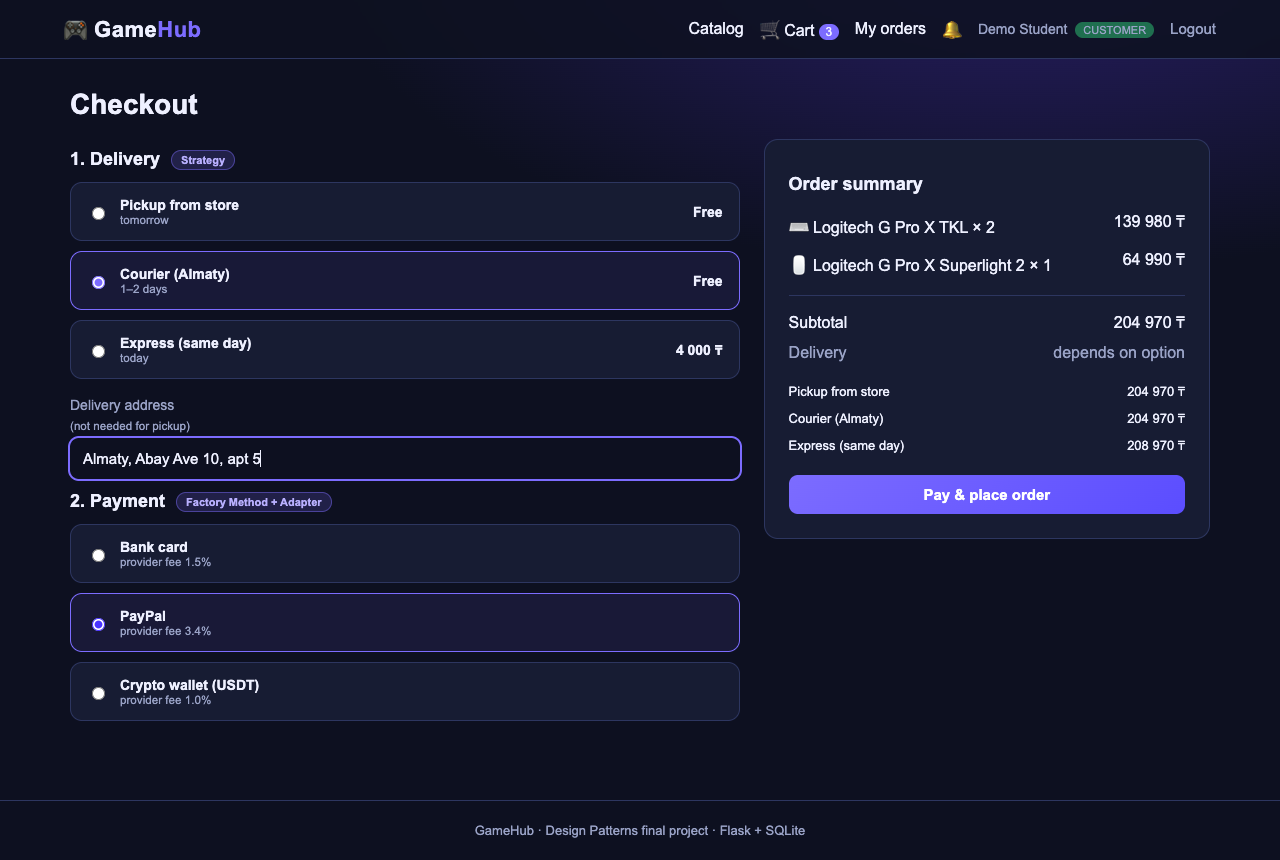 GameHub
Catalog
Cart 3
My orders
Demo Student CUSTOMER
Logout
Checkout
1. Delivery Strategy
Pickup from store
tomorrow
Free
Courier (Almaty)
1–2 days
Free
Express (same day)
today
4 000 ₸
Delivery address
(not needed for pickup)
Almaty, Abay Ave 10, apt 5
2. Payment Factory Method + Adapter
Bank card
provider fee 1.5%
PayPal
provider fee 3.4%
Crypto wallet (USDT)
provider fee 1.0%
Order summary
Logitech G Pro X TKL × 2 139 980 ₸
Logitech G Pro X Superlight 2 × 1 64 990 ₸
Subtotal 204 970 ₸
Delivery depends on option
Pickup from store 204 970 ₸
Courier (Almaty) 204 970 ₸
Express (same day) 208 970 ₸
Pay & place order
GameHub · Design Patterns final project · Flask + SQLite